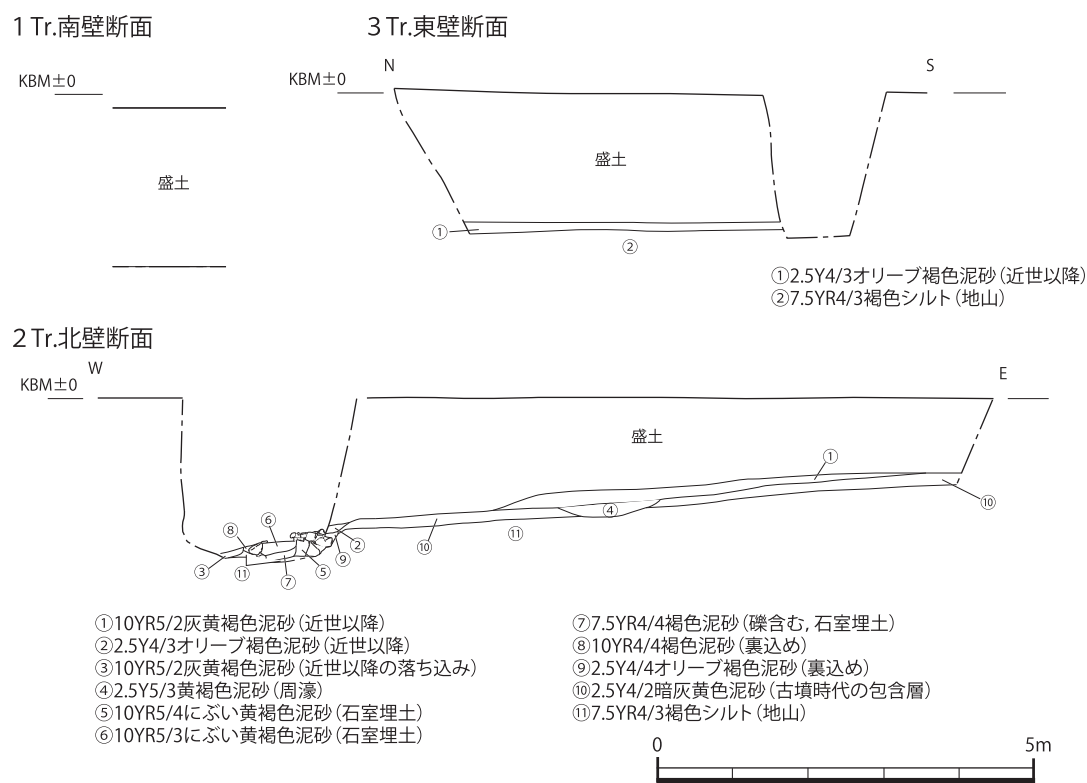 1 Tr.南壁断面
KBM±0
盛土
3 Tr.東壁断面
N
S
KBM±0
盛土
①
②
①2.5Y4/3オリーブ褐色泥砂(近世以降)
②7.5YR4/3褐色シルト(地山)
2 Tr.北壁断面
W
E
KBM±0
盛土
①
④
⑩
⑥
⑧
②
⑩
⑪
⑨
③
⑪
⑦
⑤
①10YR5/2灰黄褐色泥砂(近世以降)
②2.5Y4/3オリーブ褐色泥砂(近世以降)
③10YR5/2灰黄褐色泥砂(近世以降の落ち込み)
④2.5Y5/3黄褐色泥砂(周濠)
⑤10YR5/4にぶい黄褐色泥砂(石室埋土)
⑥10YR5/3にぶい黄褐色泥砂(石室埋土)
⑦7.5YR4/4褐色泥砂(礫含む, 石室埋土)
⑧10YR4/4褐色泥砂(裏込め)
⑨2.5Y4/4オリーブ褐色泥砂(裏込め)
⑩2.5Y4/2暗灰黄色泥砂(古墳時代の包含層)
⑪7.5YR4/3褐色シルト(地山)
0
5m